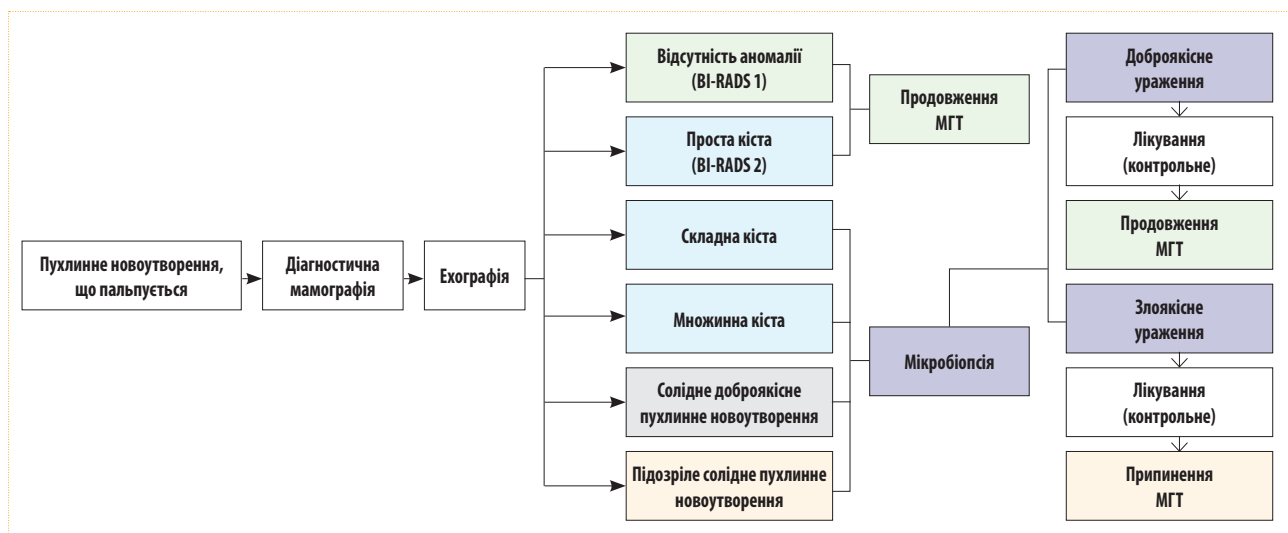 Пухлинне новоутворення,
що пальпується
Діагностична
мамографія
Ехографія
Відсутність аномалії
(BI-RADS 1)
Проста кіста
(BI-RADS 2)
Складна кіста
Множинна кіста
Солідне доброякісне
пухлинне новоутворення
Підозріле солідне пухлинне
новоутворення
Продовження
МГТ
Мікробіопсія
Доброякісне
ураження
Лікування
(контрольне)
Продовження
МГТ
Злоякісне
ураження
Лікування
(контрольне)
Припинення
МГТ